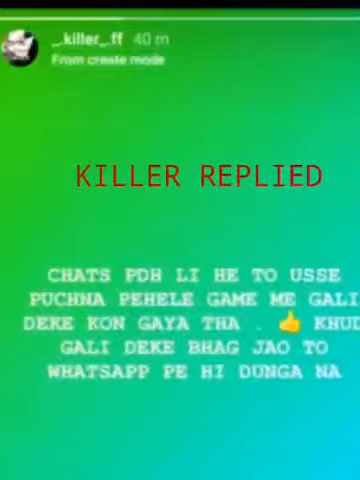 _.killer_.ff 40 m
From create mode
KILLER REPLIED
CHATS PDH LI HE TO USSE
PUCHNA PEHELE GAME ME GALI
DEKE KON GAYA THA . 👍 KHUD
GALI DEKE BHAG JAO TO
WHATSAPP PE HI DUNGA NA